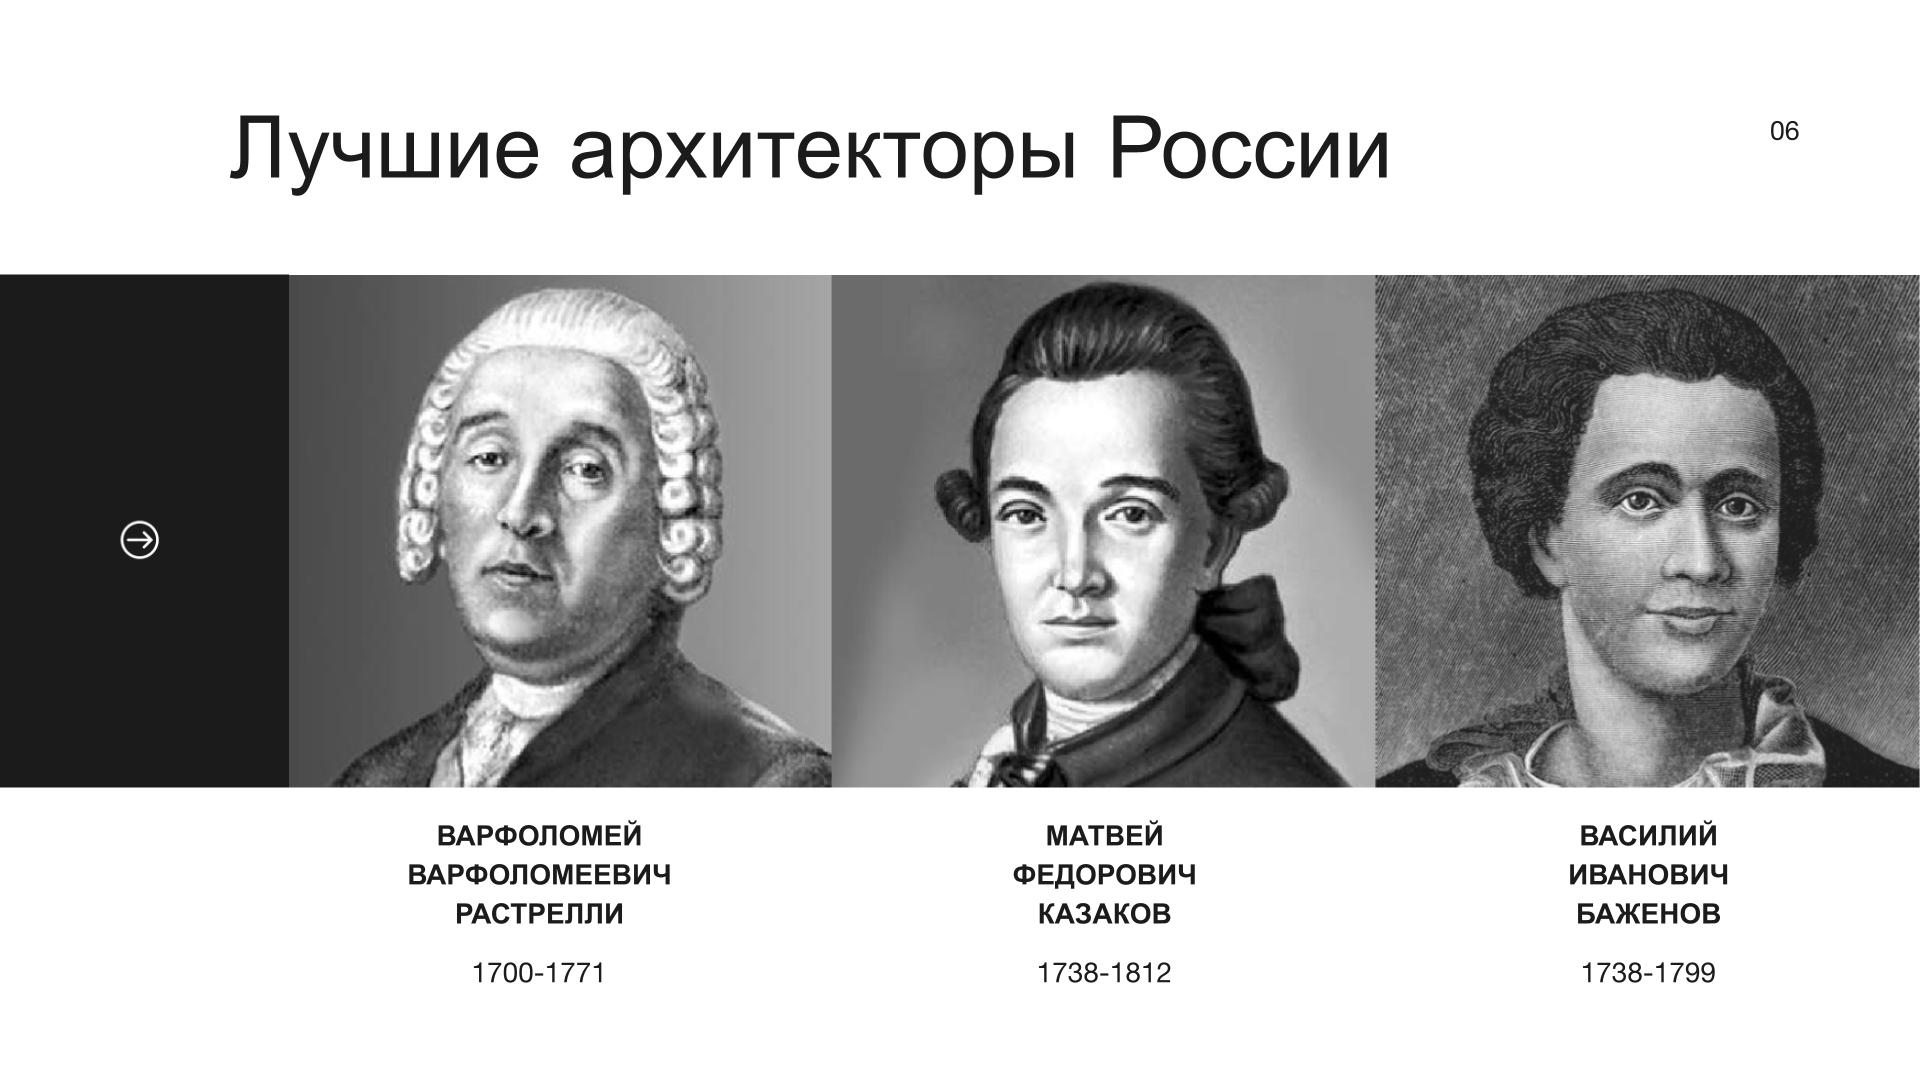 Лучшие архитекторы России
06
ВАРФОЛОМЕЙ
ВАРФОЛОМЕЕВИЧ
РАСТРЕЛЛИ
1700-1771
МАТВЕЙ
ФЕДОРОВИЧ
КАЗАКОВ
1738-1812
ВАСИЛИЙ
ИВАНОВИЧ
БАЖЕНОВ
1738-1799